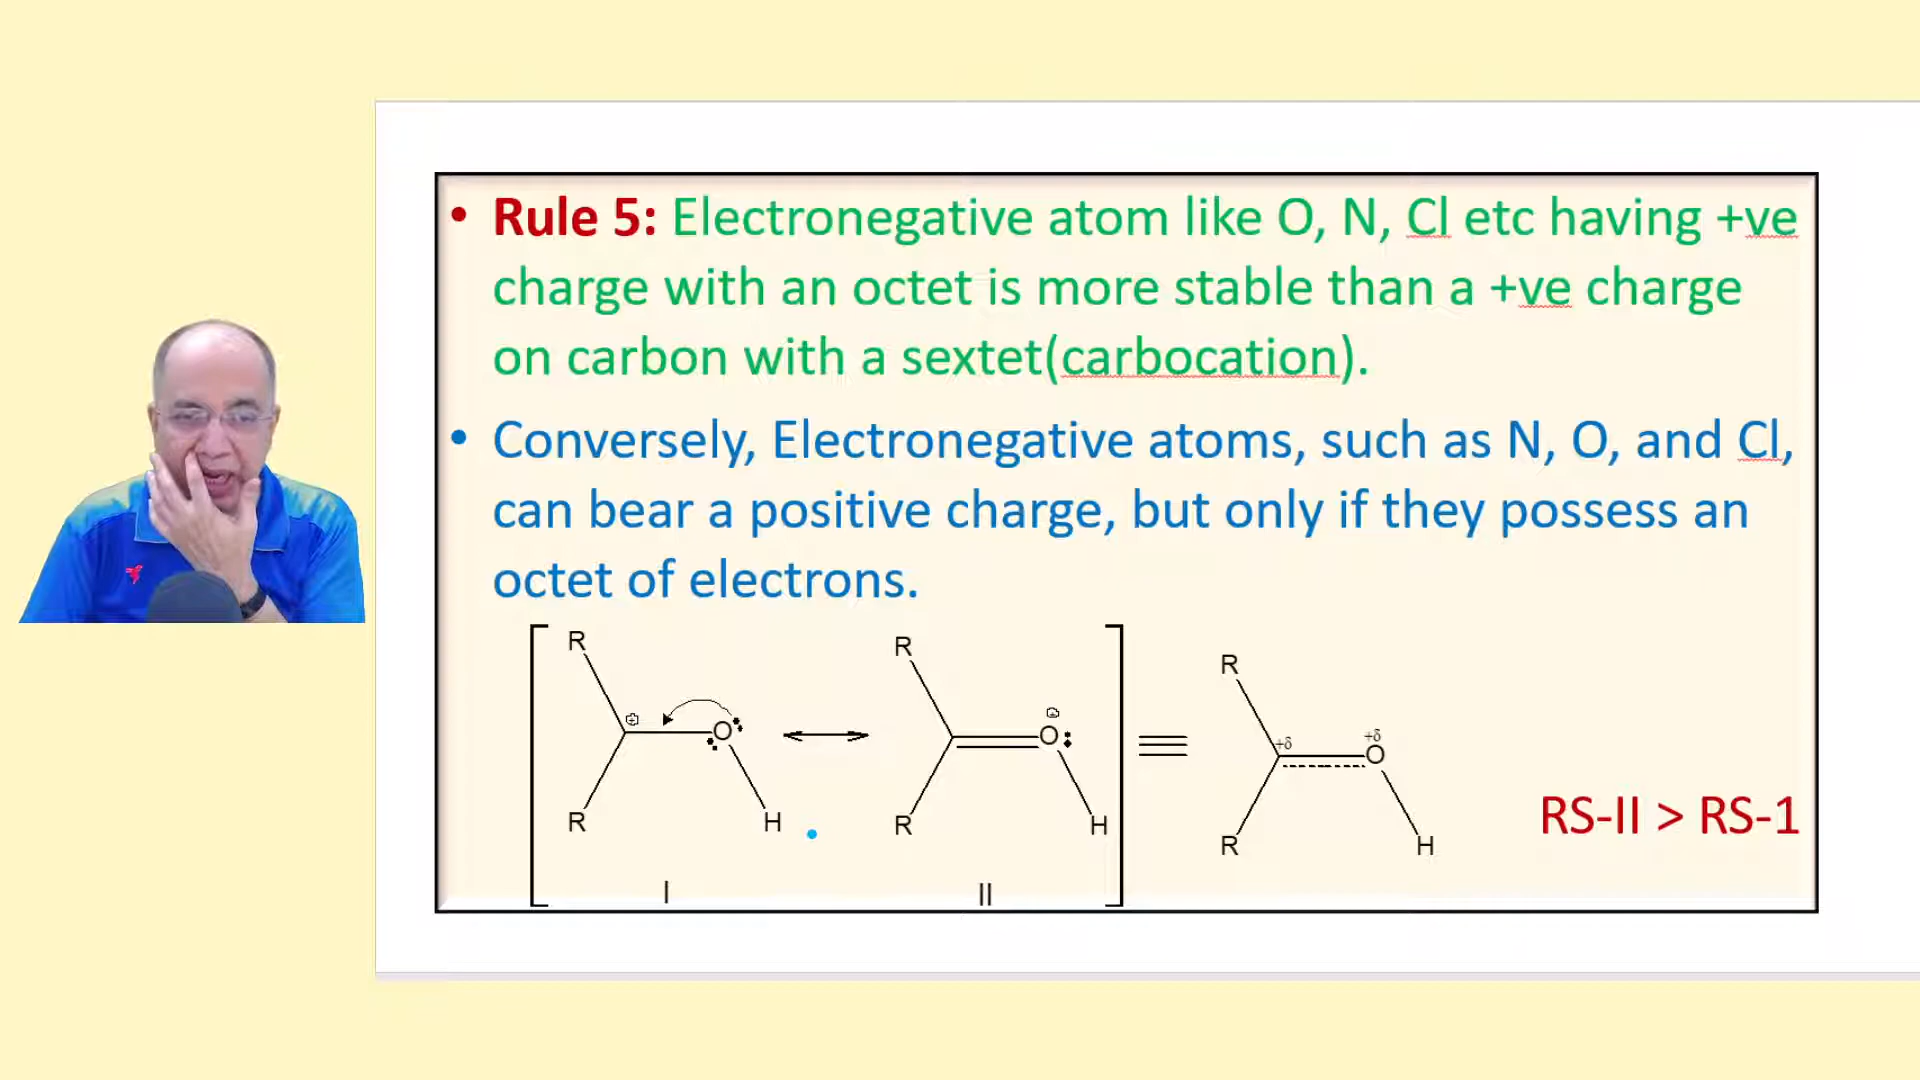 • Rule 5: Electronegative atom like O, N, Cl etc having +ve
charge with an octet is more stable than a +ve charge
on carbon with a sextet(carbocation).
• Conversely, Electronegative atoms, such as N, O, and Cl,
can bear a positive charge, but only if they possess an
octet of electrons.
R R R
⊕ O ⊕ O +δ +δ O
R H R H R H
RS-II > RS-1
I II